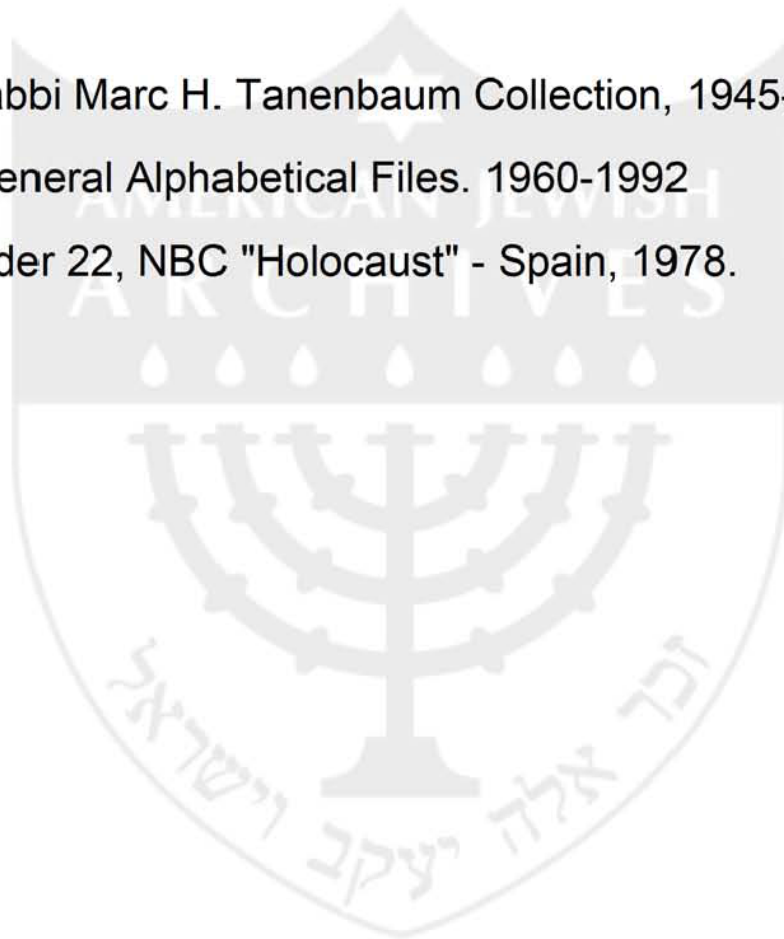 abbi Marc H. Tanenbaum Collection, 1945-
eneral Alphabetical Files. 1960-1992
der 22, NBC "Holocaust" - Spain, 1978.
AMERICAN JEWISH
ARCHIVES
זכר אלה יעקב וישראל